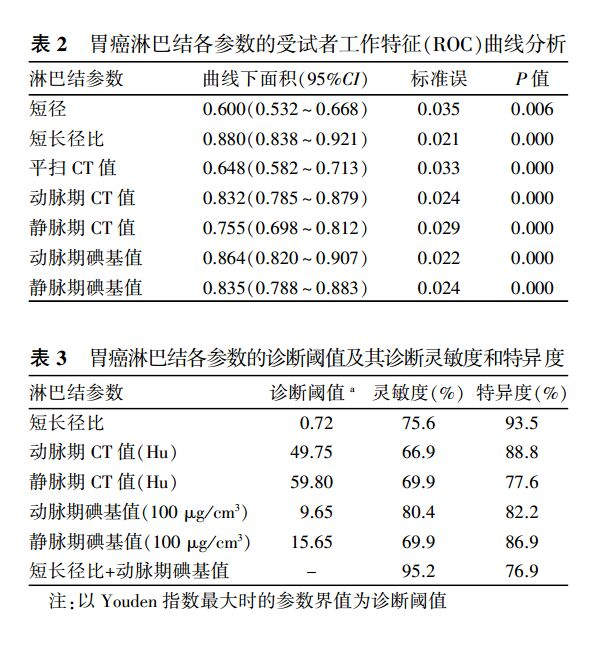 表 2 胃癌淋巴结各参数的受试者工作特征(ROC)曲线分析
淋巴结参数 曲线下面积(95%CI) 标准误 P 值
短径 0.600(0.532~0.668) 0.035 0.006
短长径比 0.880(0.838~0.921) 0.021 0.000
平扫 CT 值 0.648(0.582~0.713) 0.033 0.000
动脉期 CT 值 0.832(0.785~0.879) 0.024 0.000
静脉期 CT 值 0.755(0.698~0.812) 0.029 0.000
动脉期碘基值 0.864(0.820~0.907) 0.022 0.000
静脉期碘基值 0.835(0.788~0.883) 0.024 0.000
表 3 胃癌淋巴结各参数的诊断阈值及其诊断灵敏度和特异度
淋巴结参数 诊断阈值 ª 灵敏度(%) 特异度(%)
短长径比 0.72 75.6 93.5
动脉期 CT 值(Hu) 49.75 66.9 88.8
静脉期 CT 值(Hu) 59.80 69.9 77.6
动脉期碘基值(100 μg/cm³) 9.65 80.4 82.2
静脉期碘基值(100 μg/cm³) 15.65 69.9 86.9
短长径比+动脉期碘基值 - 95.2 76.9
注:以 Youden 指数最大时的参数界值为诊断阈值